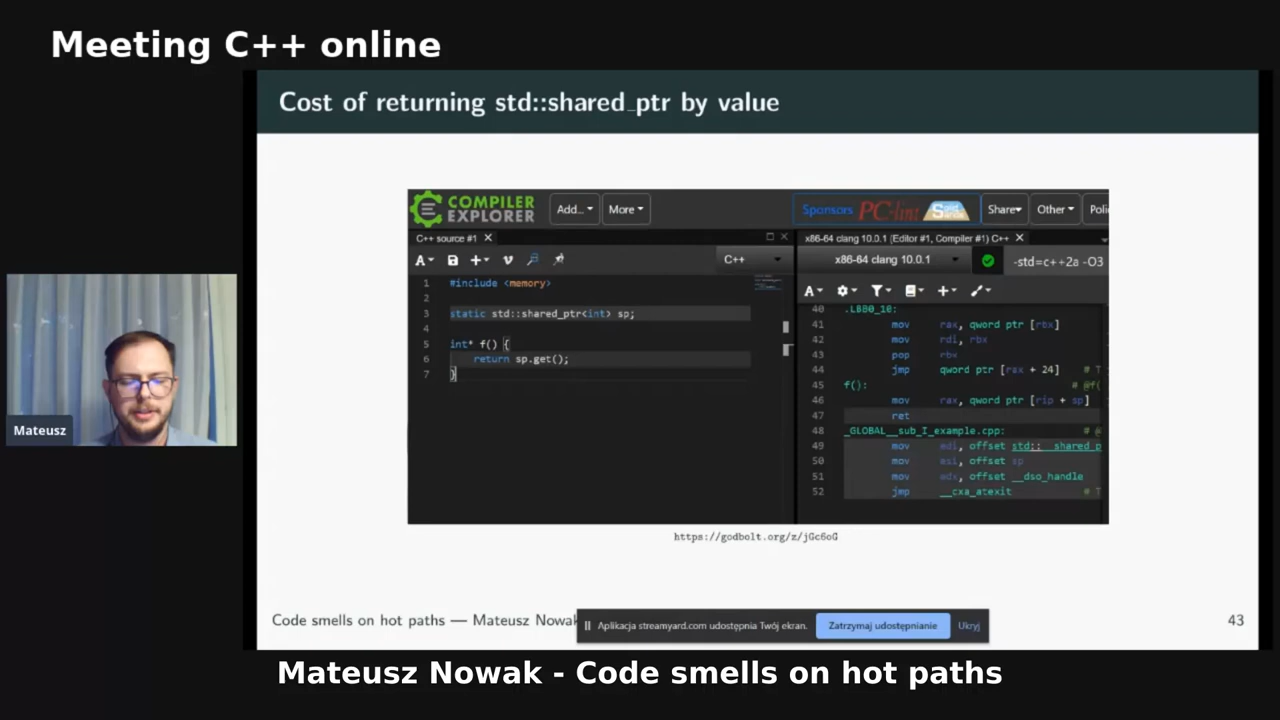 Meeting C++ online
Cost of returning std::shared_ptr by value
COMPILER EXPLORER
Add...
More
Sponsors
PC-lint
Share
Other
C++ source #1
C++
1 #include <memory>
2
3 static std::shared_ptr<int> sp;
4
5 int* f() {
6 return sp.get();
7 }
x86-64 clang 10.0.1 (Editor #1, Compiler #1) C++
x86-64 clang 10.0.1
-std=c++2a -O3
40 .LBB0_10:
41 mov rax, qword ptr [rbx]
42 mov rdi, rbx
43 pop rbx
44 jmp qword ptr [rax + 24] # T
45 f(): # @f(
46 mov rax, qword ptr [rip + sp]
47 ret
48 _GLOBAL__sub_I_example.cpp:
49 mov edi, offset std::__shared_p
50 mov esi, offset sp
51 mov edx, offset __dso_handle
52 jmp __cxa_atexit # T
https://godbolt.org/z/jGc6oG
Mateusz
Code smells on hot paths — Mateusz Nowak
Aplikacja streamyard.com udostępnia Twój ekran.
Zatrzymaj udostępnianie
Ukryj
43
Mateusz Nowak - Code smells on hot paths